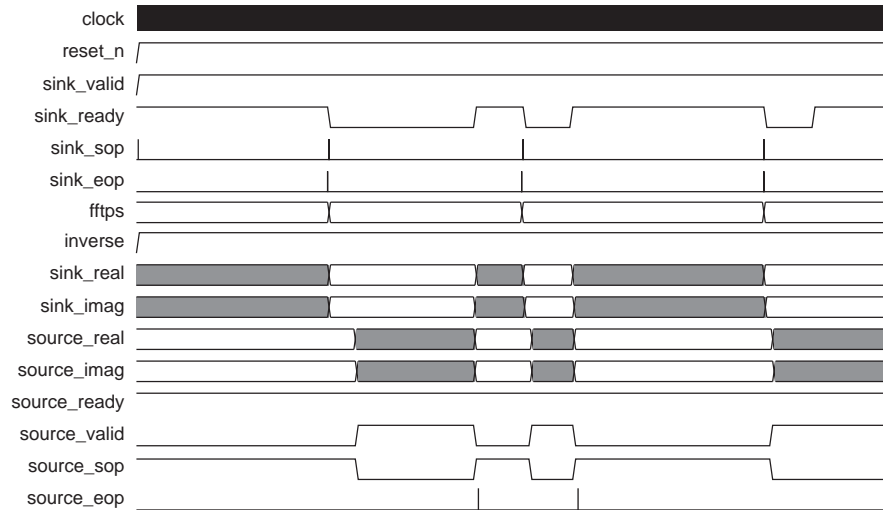 clock
reset_n
sink_valid
sink_ready
sink_sop
sink_eop
fftps
inverse
sink_real
sink_imag
source_real
source_imag
source_ready
source_valid
source_sop
source_eop